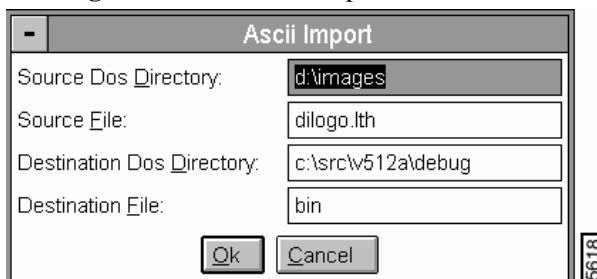 Ascii Import
Source Dos Directory: d:\images
Source File: dilogo.lth
Destination Dos Directory: c:\src\v512a\debug
Destination File: bin
Ok Cancel
5618